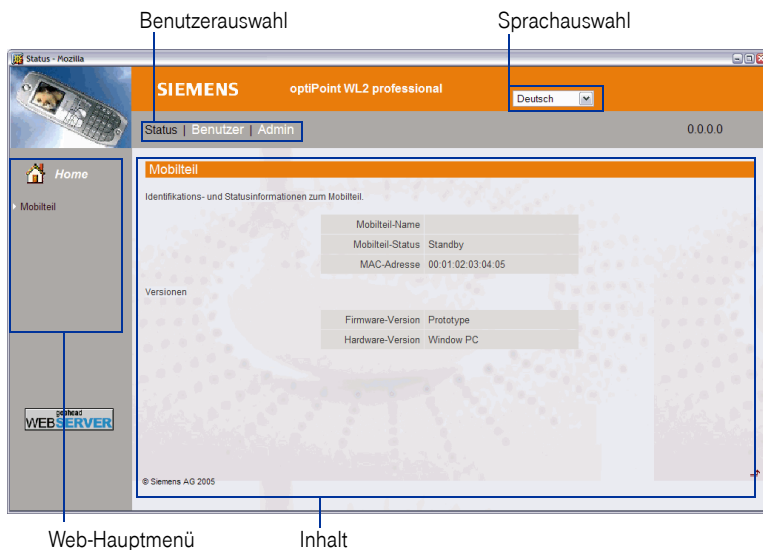 Benutzerauswahl
Sprachauswahl
Status - Mozilla
SIEMENS
optiPoint WL2 professional
Deutsch
Status | Benutzer | Admin
0.0.0.0
Home
Mobilteil
Mobilteil
Identifikations- und Statusinformationen zum Mobilteil.
Mobilteil-Name
Mobilteil-Status Standby
MAC-Adresse 00:01:02:03:04:05
Versionen
Firmware-Version Prototype
Hardware-Version Window PC
WEBSERVER
© Siemens AG 2005
Web-Hauptmenü
Inhalt